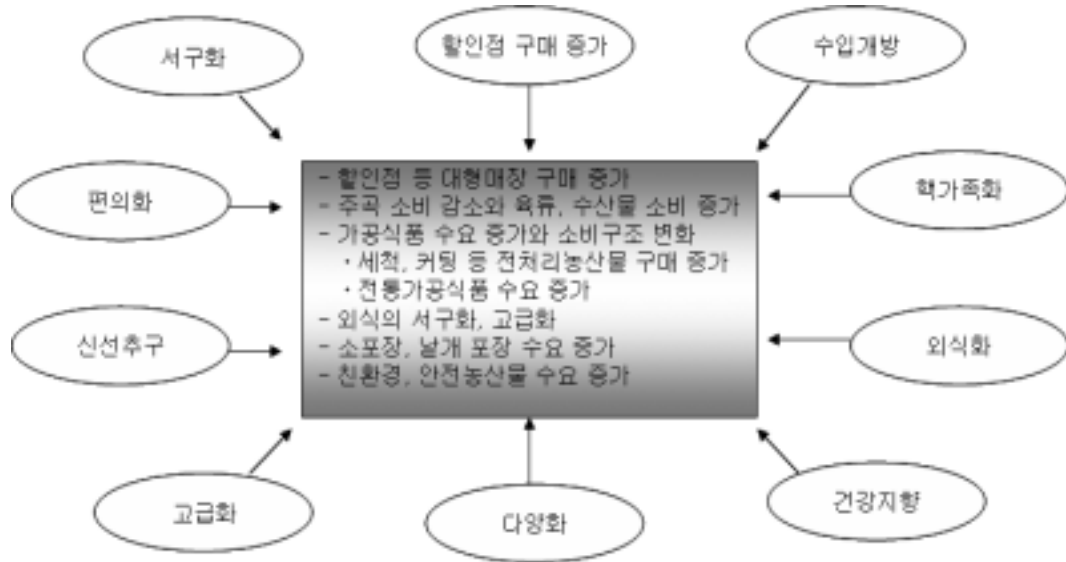 서구화
할인점 구매 증가
수입개방
편의화
핵가족화
- 할인점 등 대형매장 구매 증가
- 주곡 소비 감소와 육류, 수산물 소비 증가
- 가공식품 수요 증가와 소비구조 변화
· 세척, 커팅 등 전처리농산물 구매 증가
· 전통가공식품 수요 증가
- 외식의 서구화, 고급화
- 소포장, 낱개 포장 수요 증가
- 친환경, 안전농산물 수요 증가
신선추구
외식화
고급화
다양화
건강지향